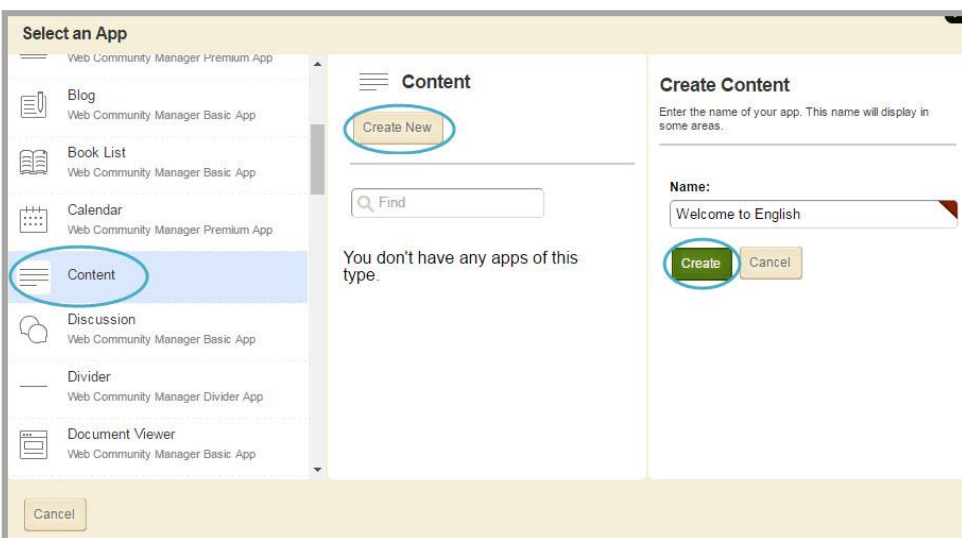 Select an App
Web Community Manager Premium App
Blog
Web Community Manager Basic App
Book List
Web Community Manager Basic App
Calendar
Web Community Manager Premium App
Content
Discussion
Web Community Manager Basic App
Divider
Web Community Manager Divider App
Document Viewer
Web Community Manager Basic App
Cancel
Content
Create New
Find
You don't have any apps of this
type.
Create Content
Enter the name of your app. This name will display in
some areas.
Name:
Welcome to English
Create
Cancel